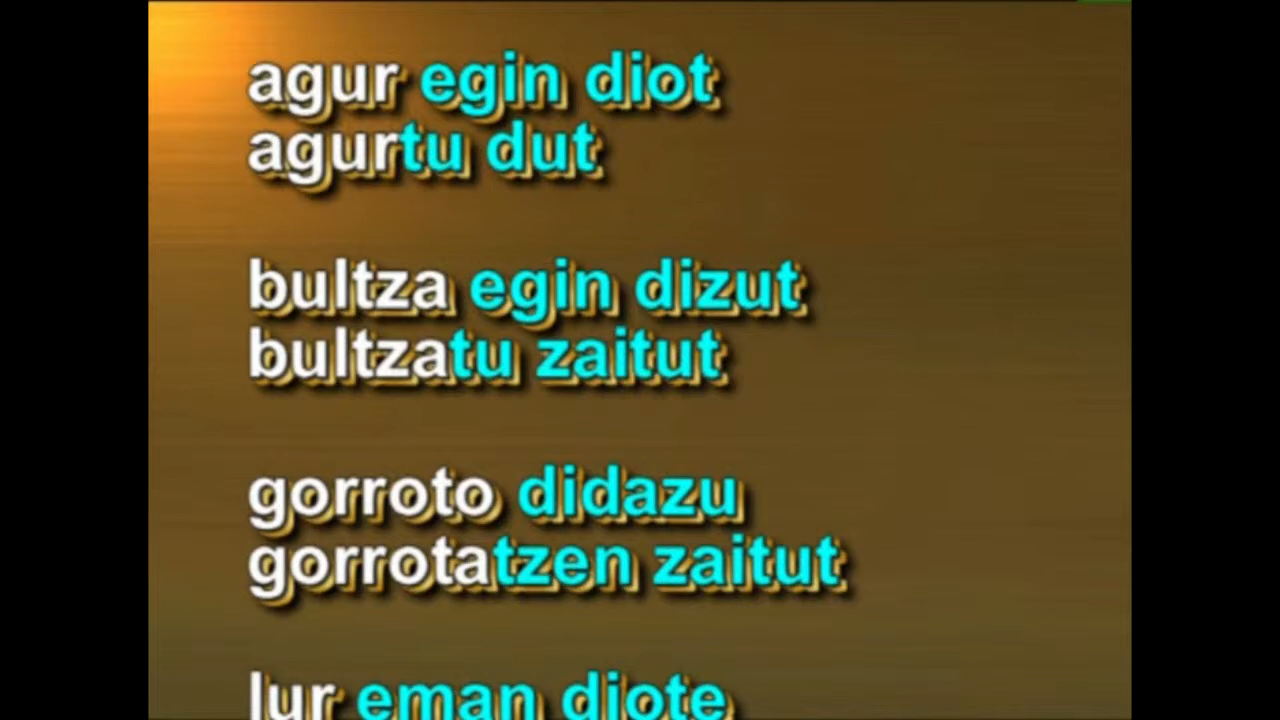 agur egin diot
agurtu dut
bultza egin dizut
bultzatu zaitut
gorroto didazu
gorrotatzen zaitut
lur eman diote